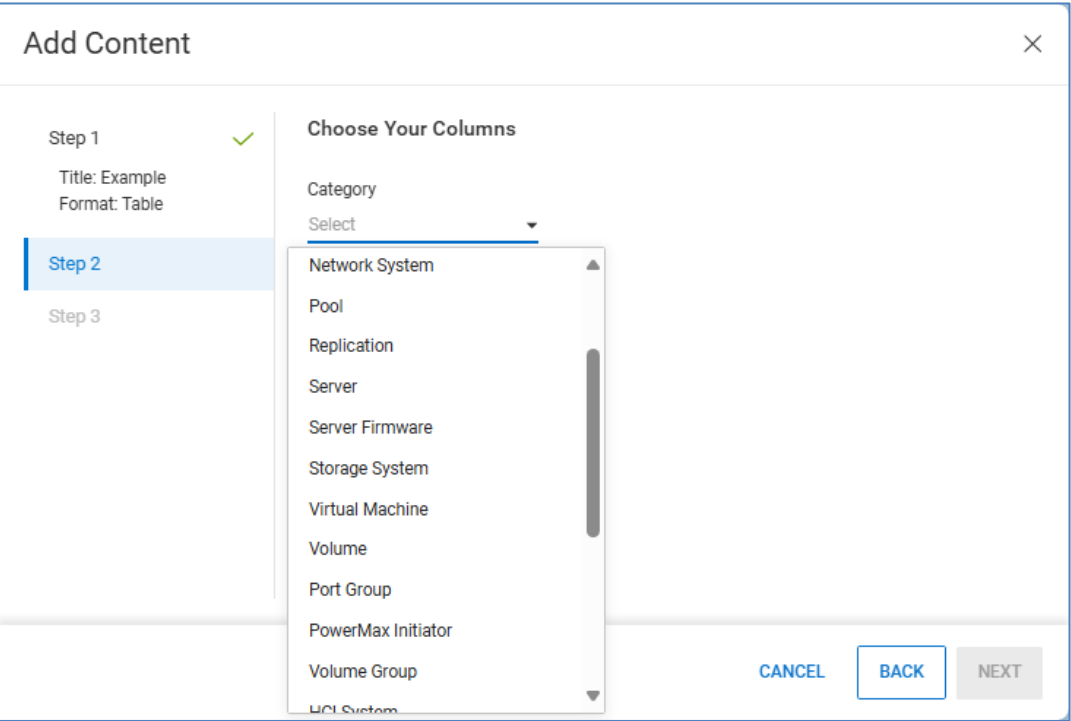 Add Content
Step 1
Title: Example
Format: Table
Step 2
Step 3
Choose Your Columns
Category
Select
Network System
Pool
Replication
Server
Server Firmware
Storage System
Virtual Machine
Volume
Port Group
PowerMax Initiator
Volume Group
HCI System
CANCEL
BACK
NEXT